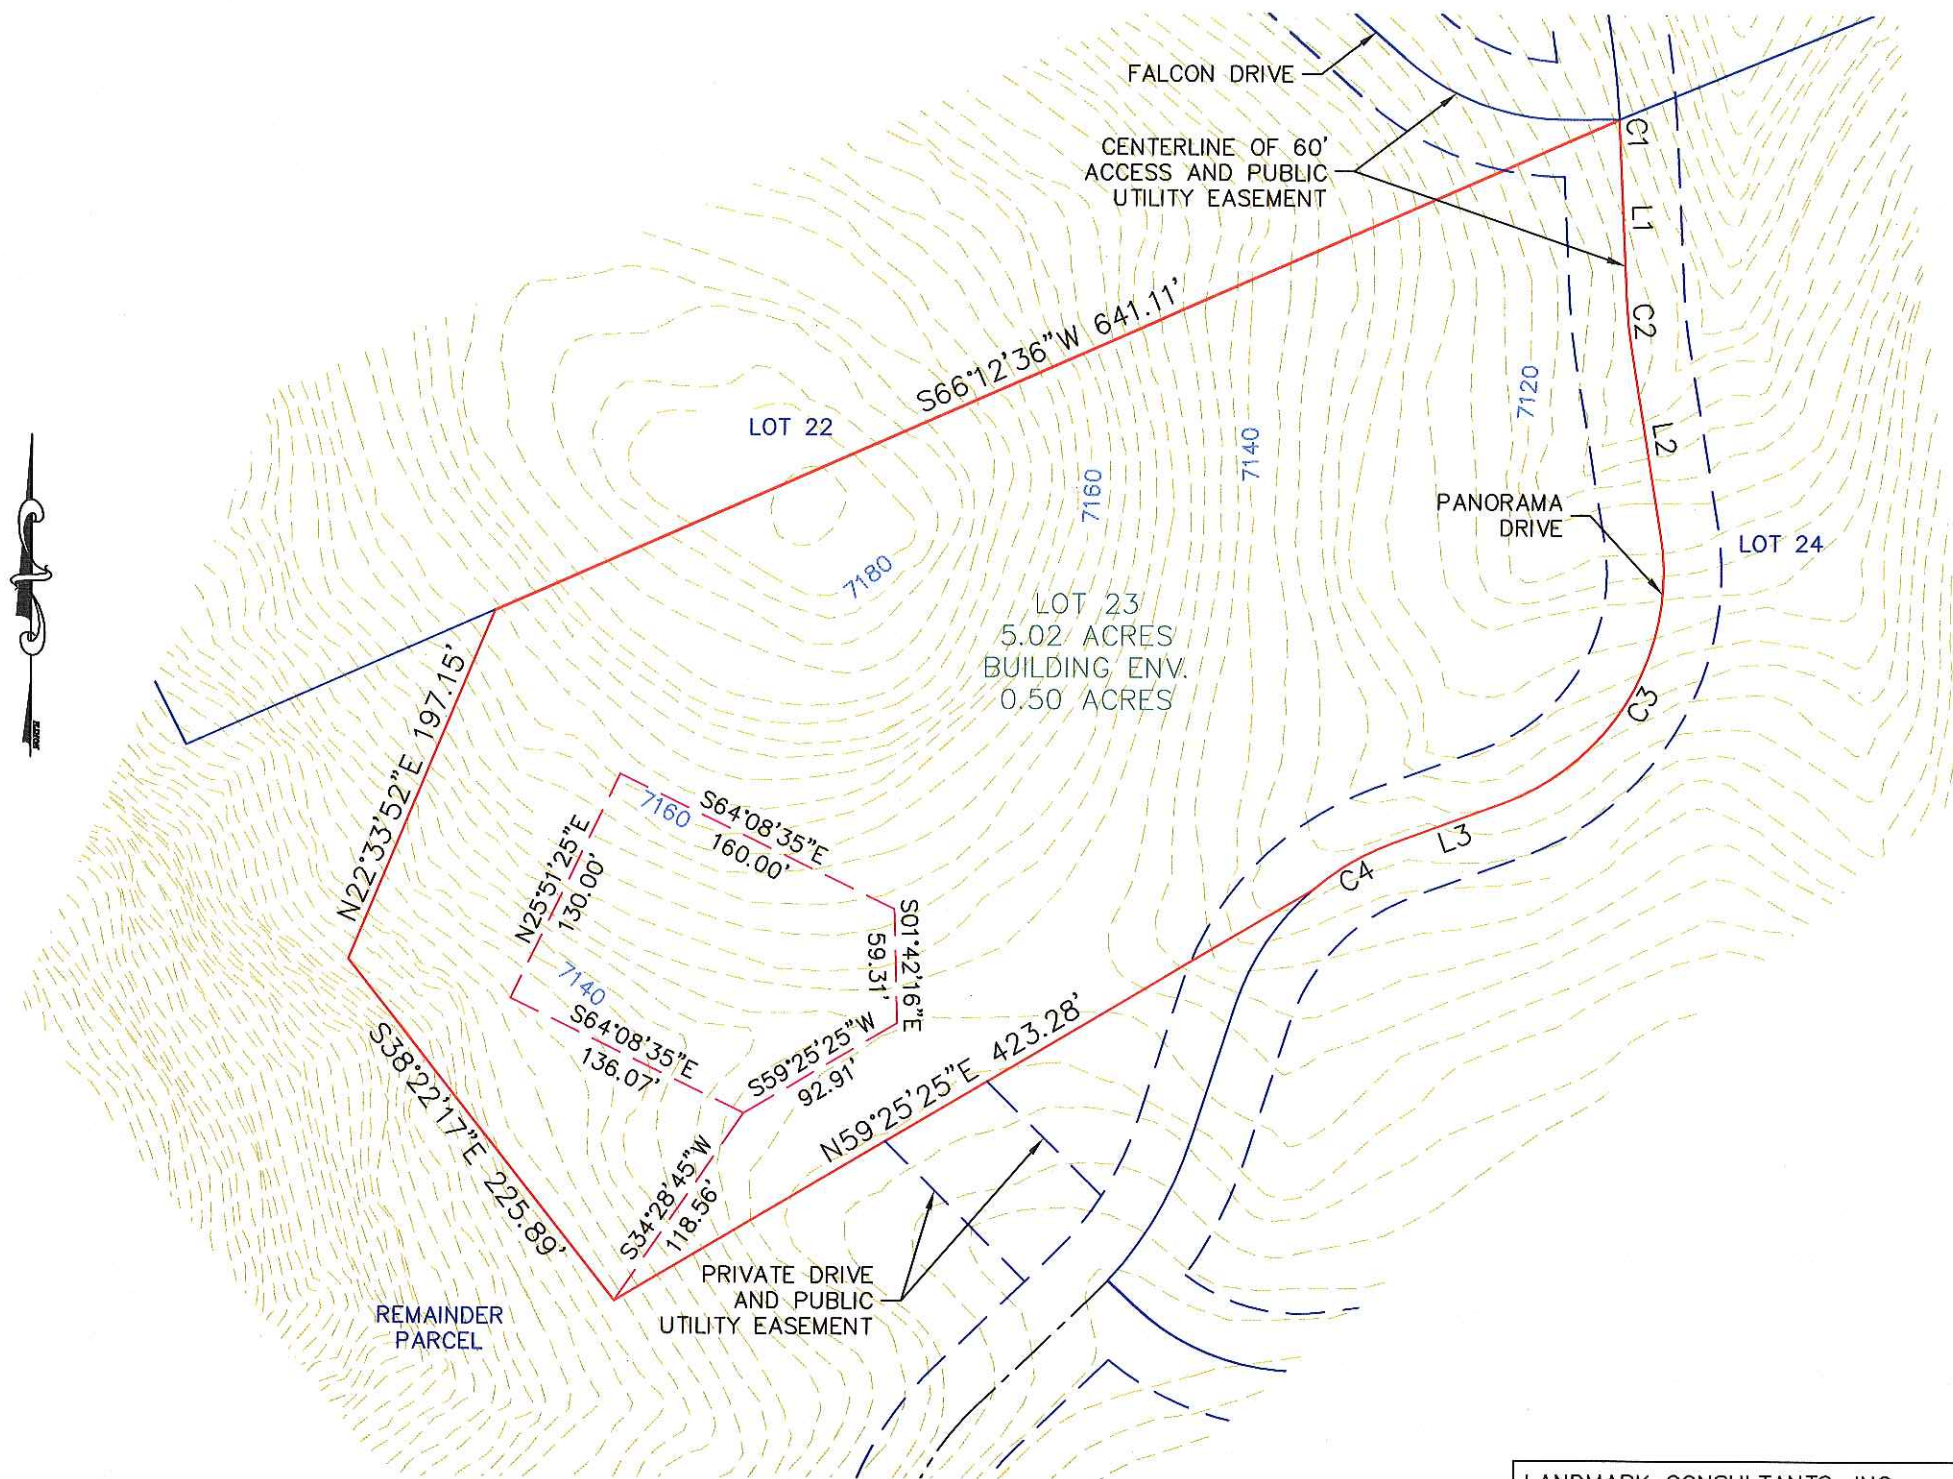 FALCON DRIVE
CENTERLINE OF 60'
ACCESS AND PUBLIC
UTILITY EASEMENT
C1
L1
C2
L2
S66°12'36"W 641.11'
LOT 22
7120
7140
7160
7180
PANORAMA
DRIVE
LOT 24
LOT 23
5.02 ACRES
BUILDING ENV.
0.50 ACRES
C3
L3
C4
N22°33'52"E 197.15'
7160
S64°08'35"E
160.00'
N25°51'25"E
130.00'
S01°42'16"E
59.31'
7140
S64°08'35"E
136.07'
S59°25'25"W
92.91'
N59°25'25"E 423.28'
S38°22'17"E 225.89'
S34°28'45"W
118.56'
PRIVATE DRIVE
AND PUBLIC
UTILITY EASEMENT
REMAINDER
PARCEL
NORTH